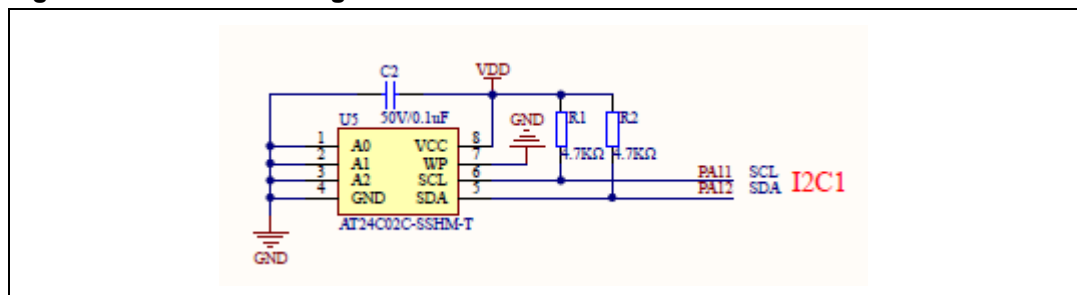 C2
VDD
50V/0.1uF
U5
GND
R1
R2
4.7KΩ
4.7KΩ
1
A0
VCC
8
2
A1
WP
7
3
A2
SCL
6
4
GND
SDA
5
PA11
SCL
PA12
SDA
I2C1
AT24C02C-SSHM-T
GND